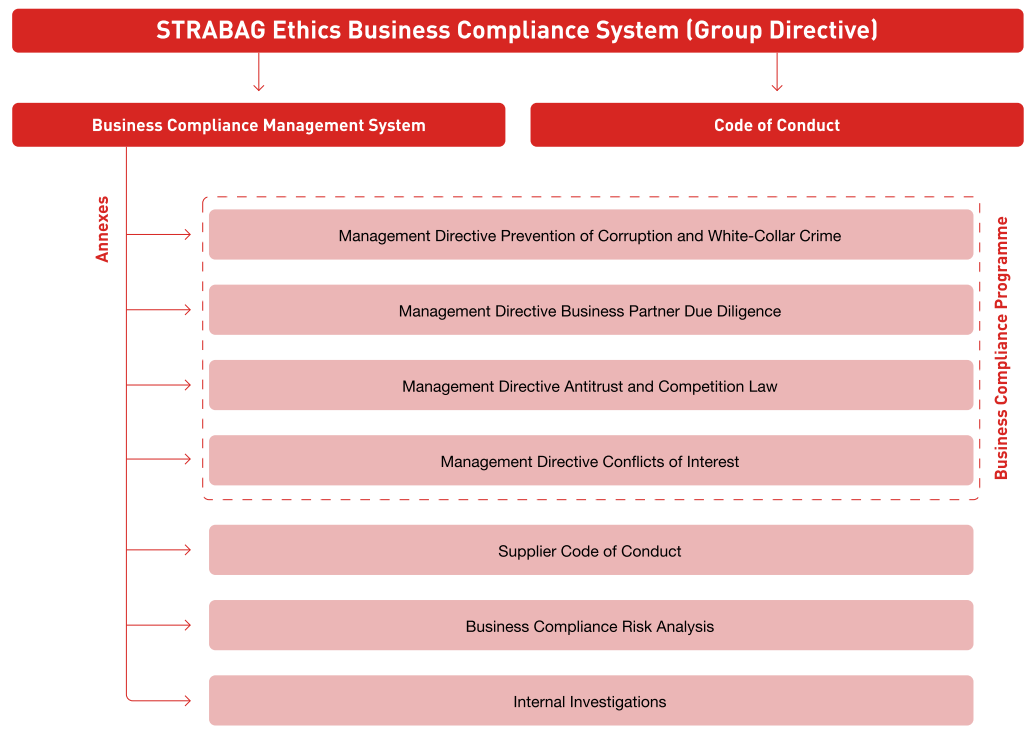 STRABAG Ethics Business Compliance System (Group Directive)
Business Compliance Management System
Code of Conduct
Annexes
Management Directive Prevention of Corruption and White-Collar Crime
Management Directive Business Partner Due Diligence
Management Directive Antitrust and Competition Law
Management Directive Conflicts of Interest
Business Compliance Programme
Supplier Code of Conduct
Business Compliance Risk Analysis
Internal Investigations